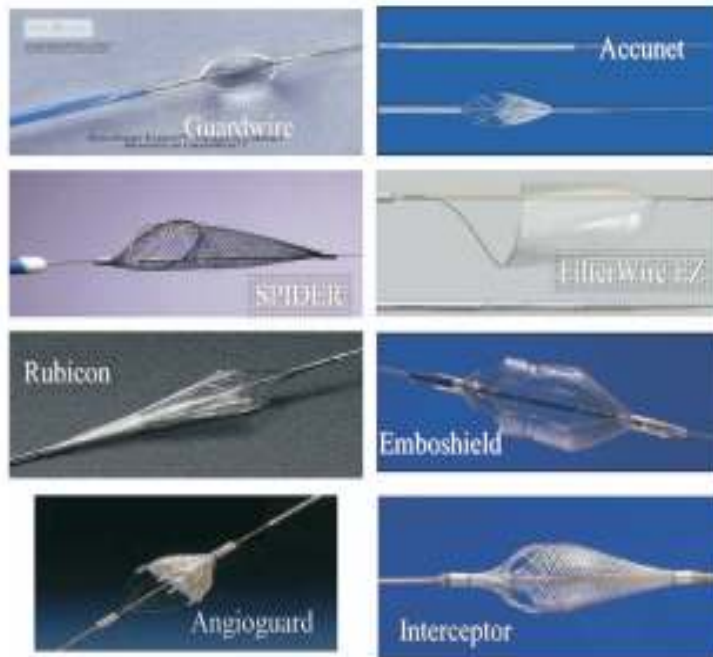 Guardwire
Accunet
SPIDER
FilterWire EZ
Rubicon
Emboshield
Angioguard
Interceptor